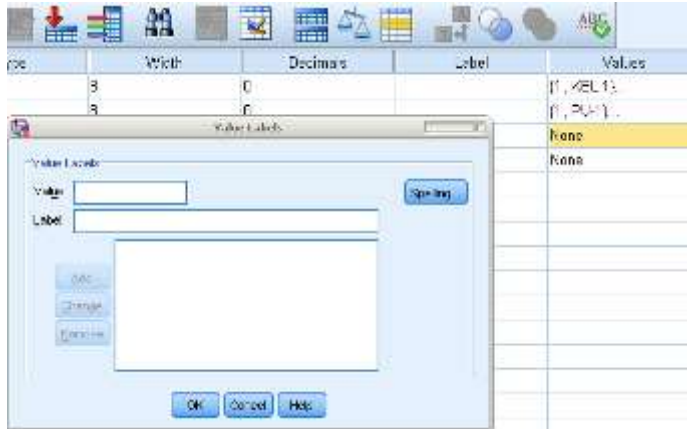 ABC
Width Decimals Label Values
8 0
8 0
Value Labels
None
None
Value Labels
Value
Spelling...
Label
Add
Change
Remove
OK Cancel Help